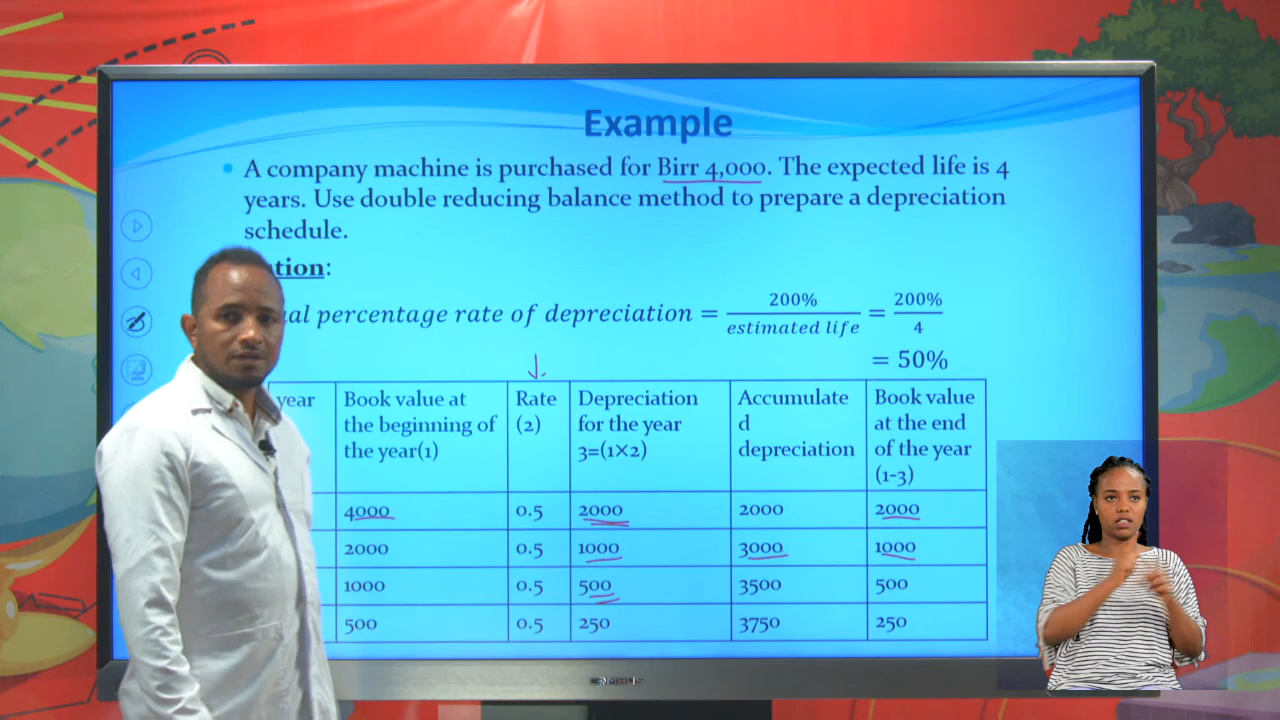 Example
• A company machine is purchased for Birr 4,000. The expected life is 4
years. Use double reducing balance method to prepare a depreciation
schedule.
tion:
al percentage rate of depreciation = 200% / estimated life = 200% / 4
= 50%
year | Book value at the beginning of the year(1) | Rate (2) | Depreciation for the year 3=(1×2) | Accumulate d depreciation | Book value at the end of the year (1-3)
4000 | 0.5 | 2000 | 2000 | 2000
2000 | 0.5 | 1000 | 3000 | 1000
1000 | 0.5 | 500 | 3500 | 500
500 | 0.5 | 250 | 3750 | 250